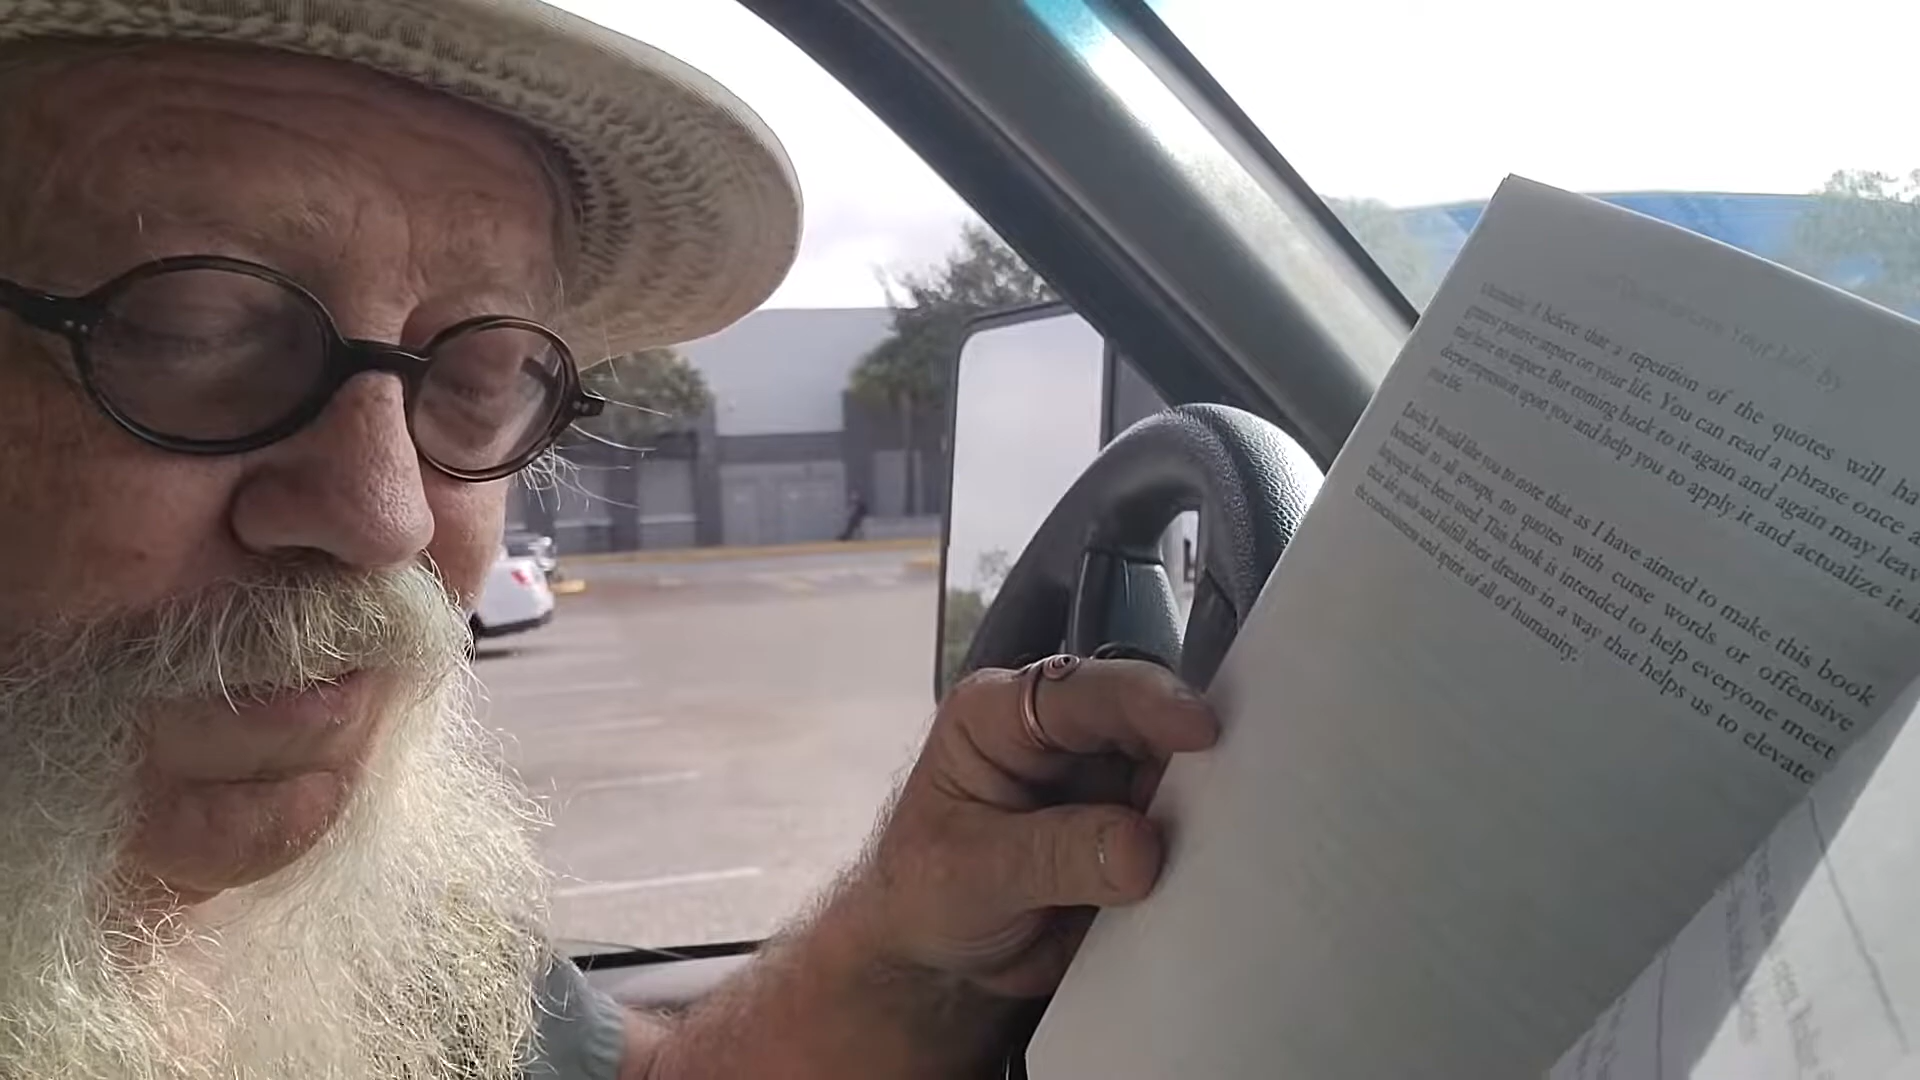 Your Life By
Ultimately, I believe that a repetition of the quotes will ha
greatest positive impact on your life. You can read a phrase once a
may have no impact. But coming back to it again and again may leav
deeper impression upon you and help you to apply it and actualize it i
your life.
Lastly, I would like you to note that as I have aimed to make this book
beneficial to all groups, no quotes with curse words or offensive
language have been used. This book is intended to help everyone meet
their life goals and fulfill their dreams in a way that helps us to elevate
the consciousness and spirit of all of humanity.